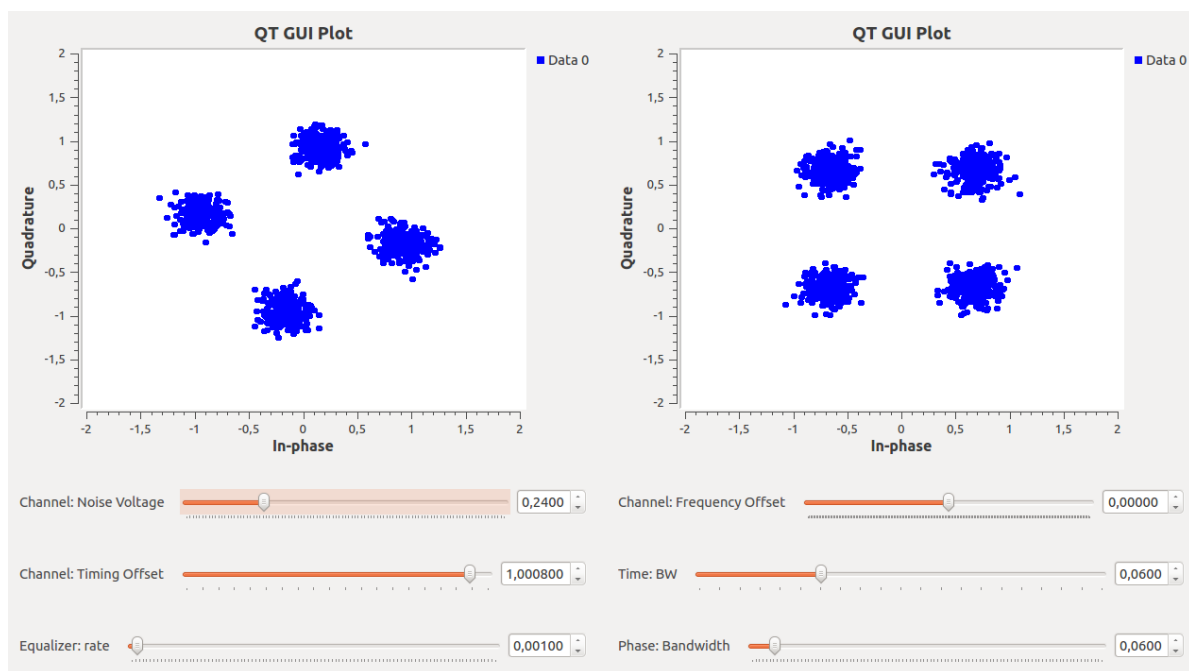 QT GUI Plot
Data 0
2
1,5
1
0,5
0
-0,5
-1
-1,5
-2
Quadrature
-2 -1,5 -1 -0,5 0 0,5 1 1,5 2
In-phase
QT GUI Plot
Data 0
2
1,5
1
0,5
0
-0,5
-1
-1,5
-2
Quadrature
-2 -1,5 -1 -0,5 0 0,5 1 1,5 2
In-phase
Channel: Noise Voltage 0,2400
Channel: Frequency Offset 0,00000
Channel: Timing Offset 1,000800
Time: BW 0,0600
Equalizer: rate 0,00100
Phase: Bandwidth 0,0600